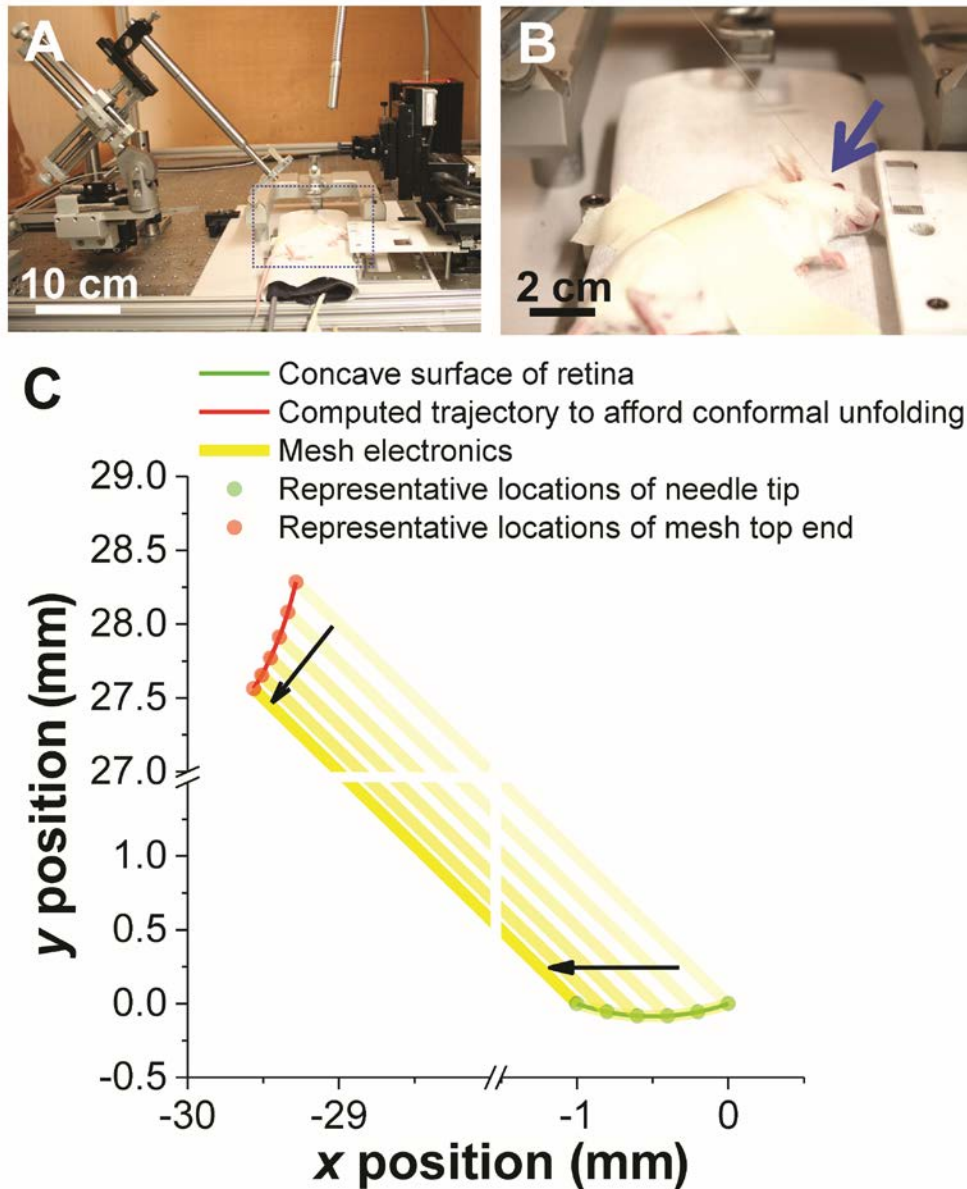 A
10 cm
B
2 cm
C
Concave surface of retina
Computed trajectory to afford conformal unfolding
Mesh electronics
Representative locations of needle tip
Representative locations of mesh top end
29.0
28.5
28.0
27.5
27.0
1.0
0.5
0.0
-0.5
y position (mm)
-30 -29 -1 0
x position (mm)